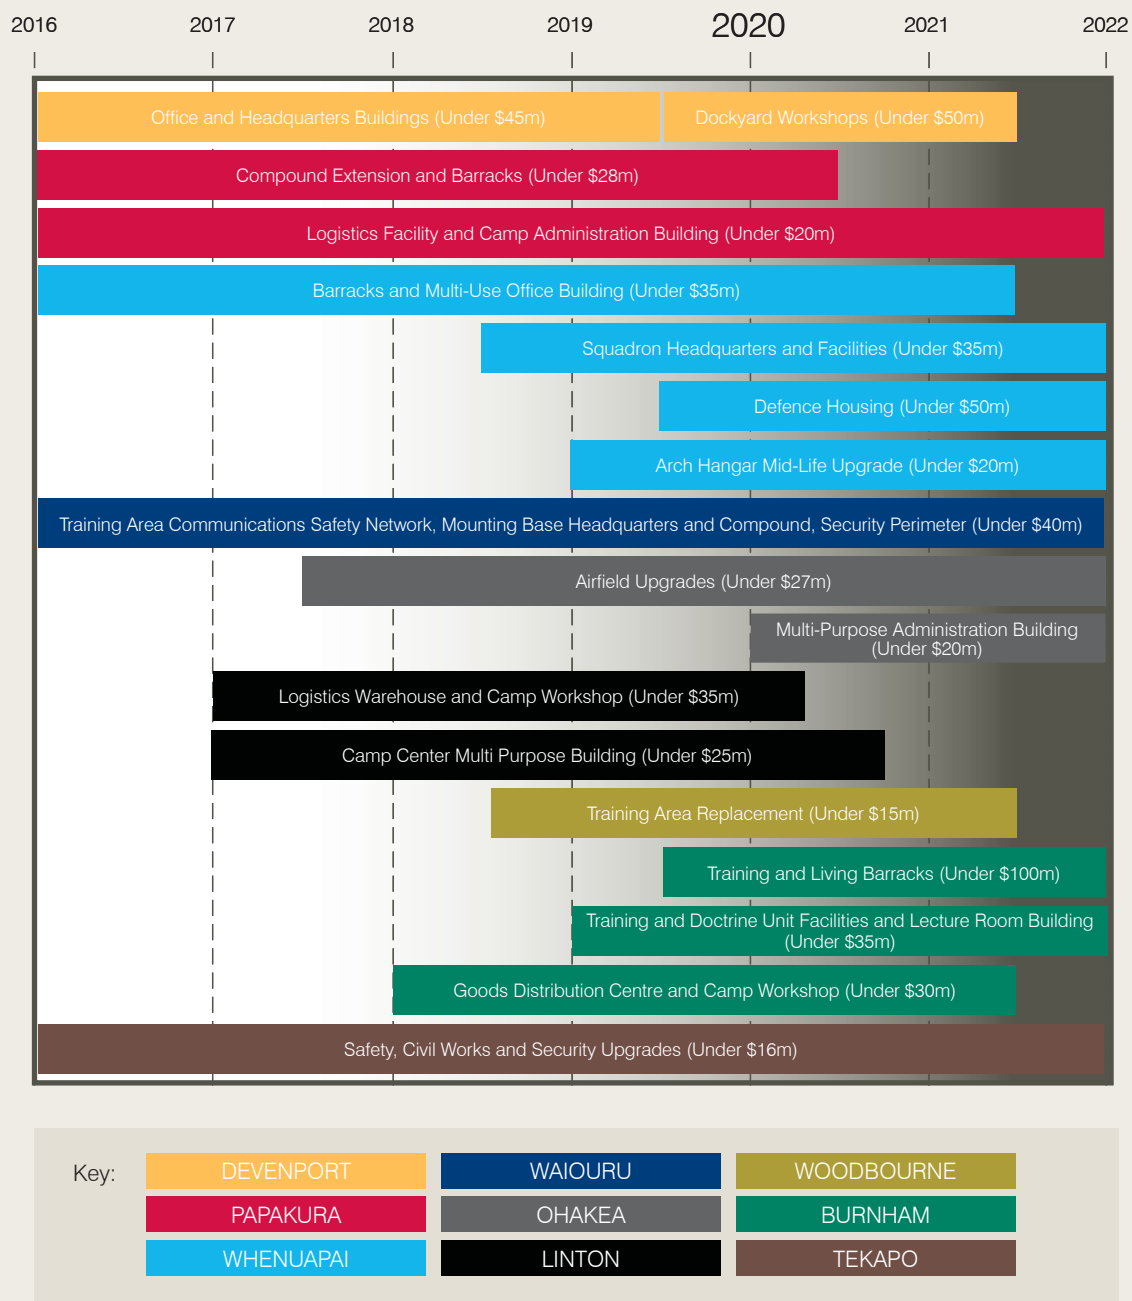 2016 2017 2018 2019 2020 2021 2022
Office and Headquarters Buildings (Under $45m) Dockyard Workshops (Under $50m)
Compound Extension and Barracks (Under $28m)
Logistics Facility and Camp Administration Building (Under $20m)
Barracks and Multi-Use Office Building (Under $35m)
Squadron Headquarters and Facilities (Under $35m)
Defence Housing (Under $50m)
Arch Hangar Mid-Life Upgrade (Under $20m)
Training Area Communications Safety Network, Mounting Base Headquarters and Compound, Security Perimeter (Under $40m)
Airfield Upgrades (Under $27m)
Multi-Purpose Administration Building
(Under $20m)
Logistics Warehouse and Camp Workshop (Under $35m)
Camp Center Multi Purpose Building (Under $25m)
Training Area Replacement (Under $15m)
Training and Living Barracks (Under $100m)
Training and Doctrine Unit Facilities and Lecture Room Building
(Under $35m)
Goods Distribution Centre and Camp Workshop (Under $30m)
Safety, Civil Works and Security Upgrades (Under $16m)
Key: DEVENPORT WAIOURU WOODBOURNE
PAPAKURA OHAKEA BURNHAM
WHENUAPAI LINTON TEKAPO